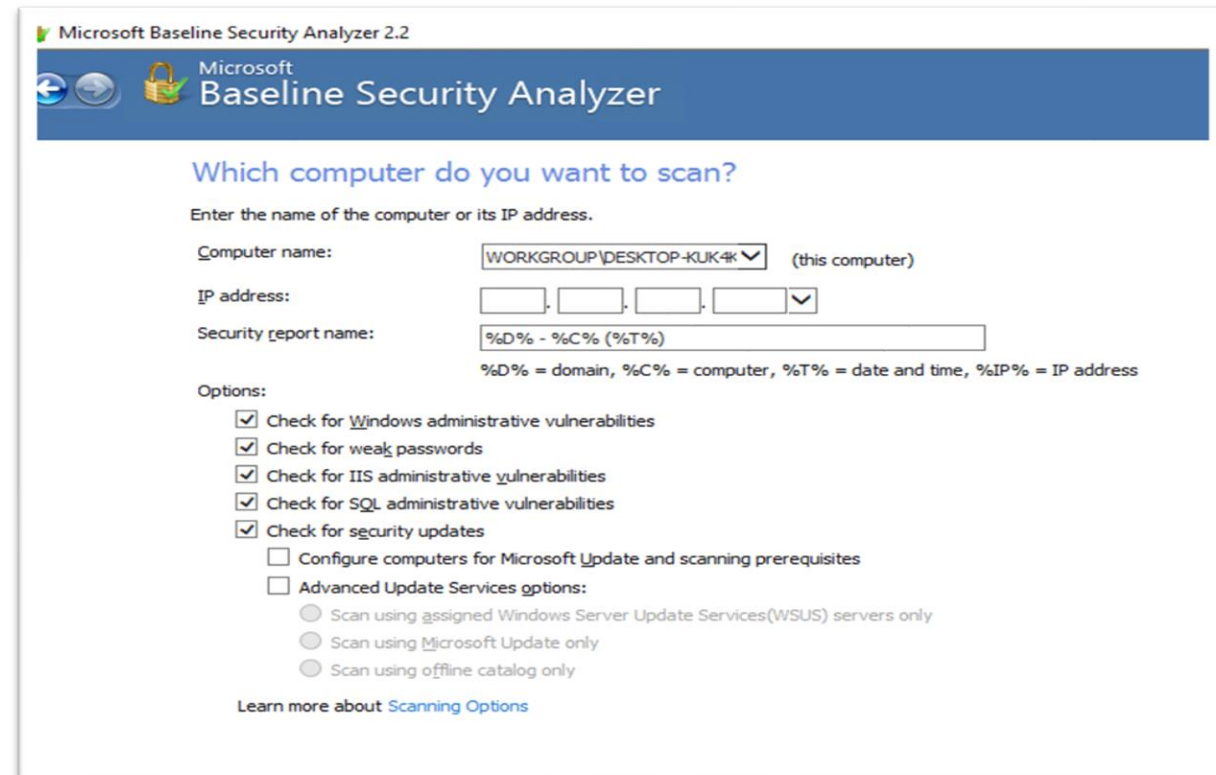 Microsoft Baseline Security Analyzer 2.2
Microsoft
Baseline Security Analyzer
Which computer do you want to scan?
Enter the name of the computer or its IP address.
Computer name: WORKGROUP\DESKTOP-KUK4K (this computer)
IP address: . . .
Security report name: %D% - %C% (%T%)
%D% = domain, %C% = computer, %T% = date and time, %IP% = IP address
Options:
Check for Windows administrative vulnerabilities
Check for weak passwords
Check for IIS administrative vulnerabilities
Check for SQL administrative vulnerabilities
Check for security updates
Configure computers for Microsoft Update and scanning prerequisites
Advanced Update Services options:
Scan using assigned Windows Server Update Services(WSUS) servers only
Scan using Microsoft Update only
Scan using offline catalog only
Learn more about Scanning Options